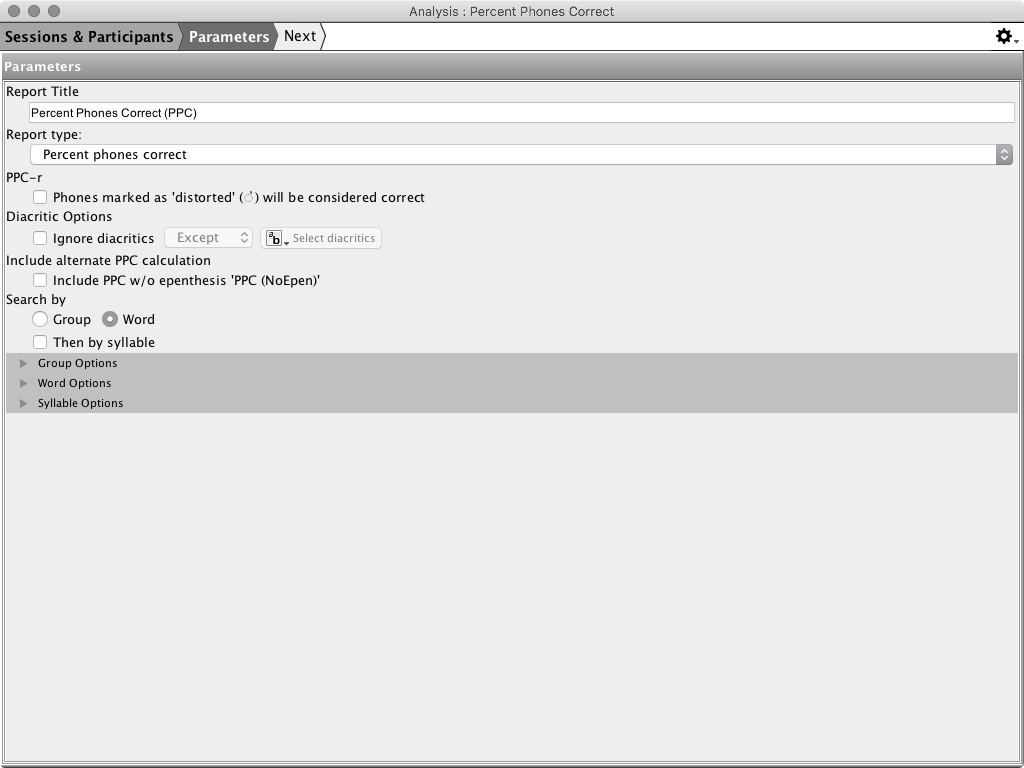 Analysis : Percent Phones Correct
Sessions & Participants Parameters Next
Parameters
Report Title
Percent Phones Correct (PPC)
Report type:
Percent phones correct
PPC-r
Phones marked as 'distorted' (◌᷽) will be considered correct
Diacritic Options
Ignore diacritics Except Select diacritics
Include alternate PPC calculation
Include PPC w/o epenthesis 'PPC (NoEpen)'
Search by
Group Word
Then by syllable
Group Options
Word Options
Syllable Options